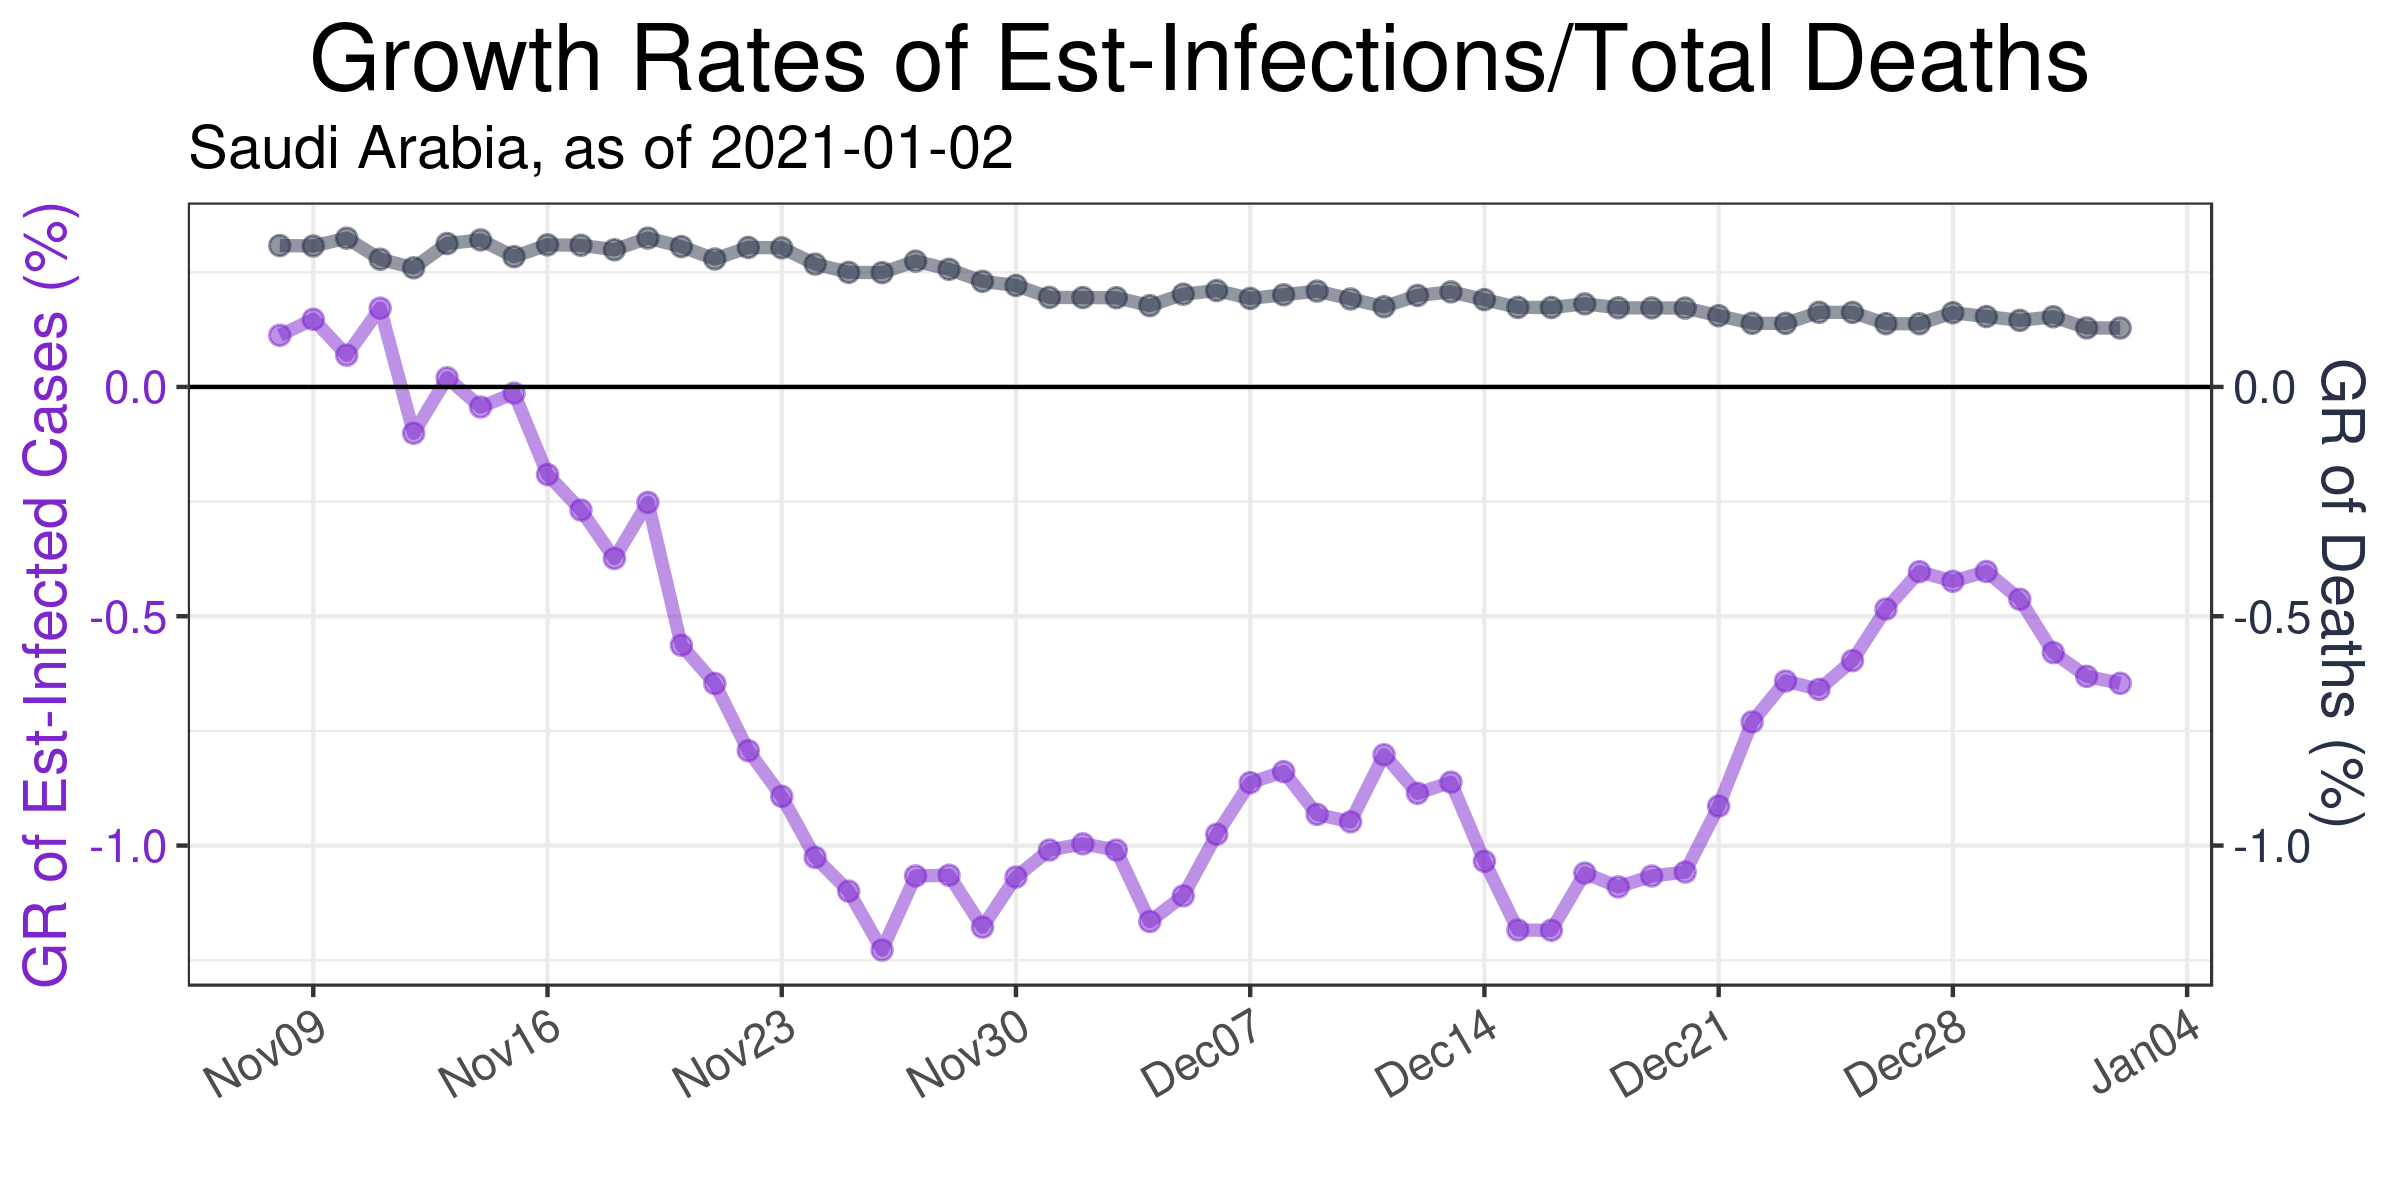 Growth Rates of Est-Infections/Total Deaths
Saudi Arabia, as of 2021-01-02
GR of Est-Infected Cases (%)
0.0
-0.5
-1.0
0.0
-0.5
-1.0
GR of Deaths (%)
Nov09
Nov16
Nov23
Nov30
Dec07
Dec14
Dec21
Dec28
Jan04